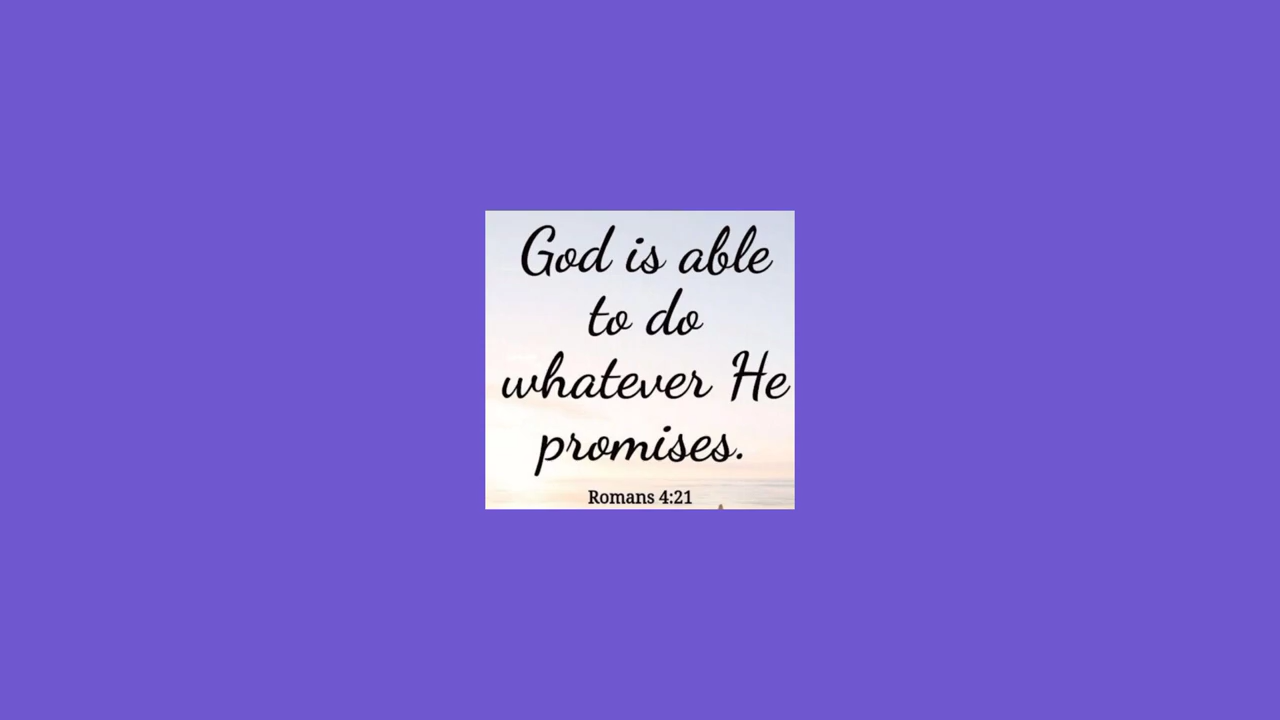 God is able
to do
whatever He
promises.
Romans 4:21